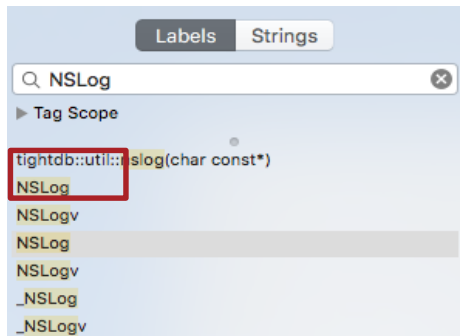 Labels Strings
NSLog
Tag Scope
tightdb::util::nslog(char const*)
NSLog
NSLogv
NSLog
NSLogv
_NSLog
_NSLogv